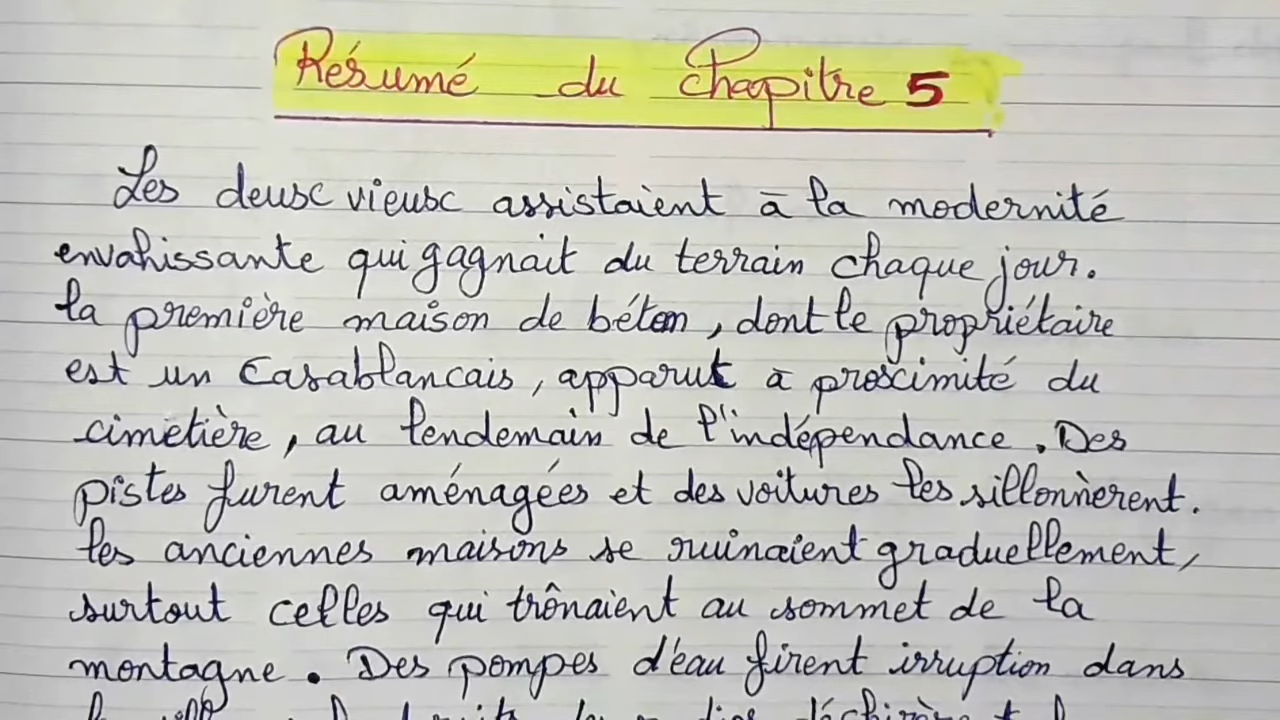 Résumé du Chapitre 5
Les deux vieux assistaient à la modernité
envahissante qui gagnait du terrain chaque jour.
la première maison de béton, dont le propriétaire
est un Casablancais, apparut à proximité du
cimetière, au lendemain de l'indépendance. Des
pistes furent aménagées et des voitures les sillonnèrent.
les anciennes maisons se ruinaient graduellement,
surtout celles qui trônaient au sommet de la
montagne. Des pompes d'eau firent irruption dans